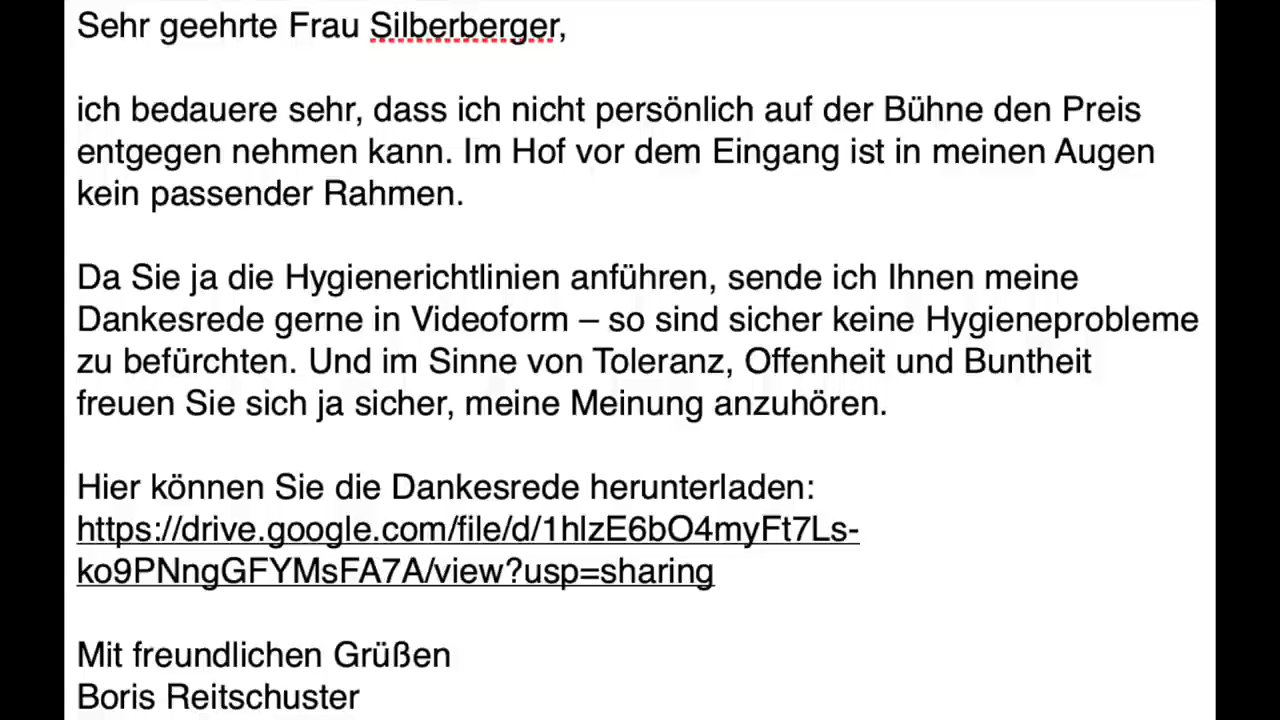 Sehr geehrte Frau Silberberger,
ich bedauere sehr, dass ich nicht persönlich auf der Bühne den Preis
entgegen nehmen kann. Im Hof vor dem Eingang ist in meinen Augen
kein passender Rahmen.
Da Sie ja die Hygienerichtlinien anführen, sende ich Ihnen meine
Dankesrede gerne in Videoform – so sind sicher keine Hygieneprobleme
zu befürchten. Und im Sinne von Toleranz, Offenheit und Buntheit
freuen Sie sich ja sicher, meine Meinung anzuhören.
Hier können Sie die Dankesrede herunterladen:
https://drive.google.com/file/d/1hlzE6bO4myFt7Ls-
ko9PNngGFYMsFA7A/view?usp=sharing
Mit freundlichen Grüßen
Boris Reitschuster